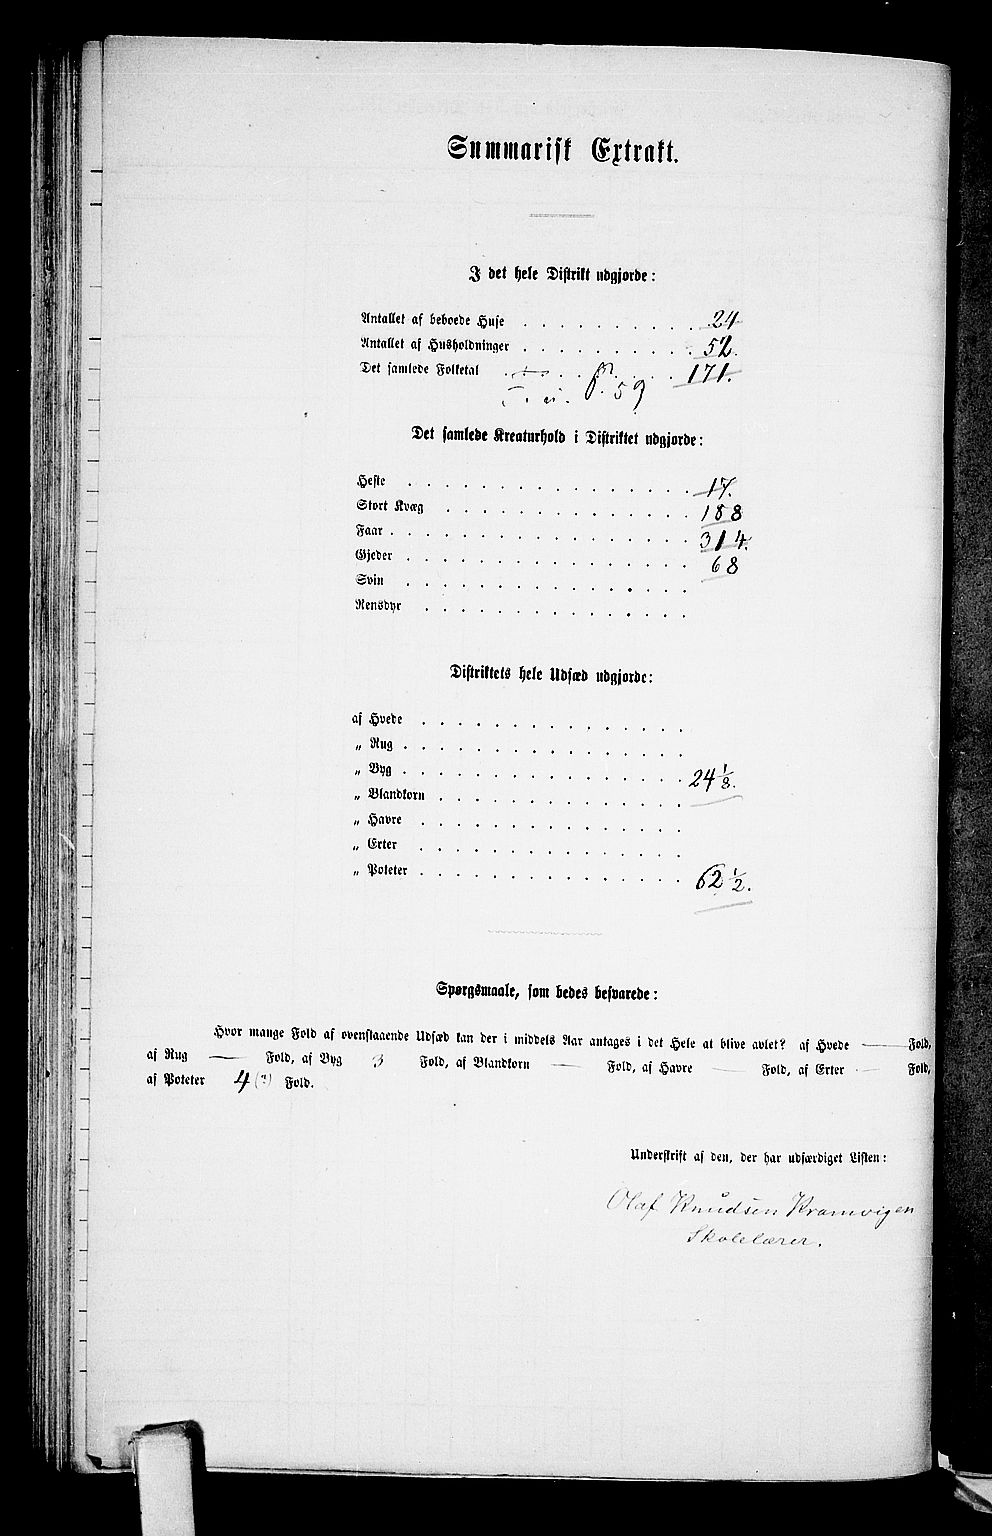 Summarisk Extrakt.
I det hele Distrikt udgjorde:
Antallet af beboede Huse . . . . . . . . . . 24
Antallet af Husholdninger . . . . . . . . . . 52.
Det samlede Folketal . . . . . . . . . . 171.
59
Det samlede Kreaturhold i Distriktet udgjorde:
Heste . . . . . . . . . . . . . . . . 17.
Stort Kvæg . . . . . . . . . . . . . . 188
Faar . . . . . . . . . . . . . . . . . 314.
Gjeder . . . . . . . . . . . . . . . . 68
Svin . . . . . . . . . . . . . . . .
Rensdyr . . . . . . . . . . . . . . .
Distriktets hele Udsæd udgjorde:
af Hvede . . . . . . . . . . . . . . .
„ Rug . . . . . . . . . . . . . . . .
„ Byg . . . . . . . . . . . . . . . . 24 1/8.
„ Blandkorn . . . . . . . . . . . . . .
„ Havre . . . . . . . . . . . . . . .
„ Erter . . . . . . . . . . . . . . .
„ Poteter . . . . . . . . . . . . . . . 62 1/2.
Spørgsmaale, som bedes besvarede:
Hvor mange Fold af ovenstaaende Udsæd kan der i middels Aar antages i det Hele at blive avlet? af Hvede — Fold,
af Rug — Fold, af Byg 3 Fold, af Blandkorn — Fold, af Havre — Fold, af Erter — Fold,
af Poteter 4 (?) Fold.
Underskrift af den, der har udfærdiget Listen:
Olaf Knudsen Kramvigen
Skolelærer.